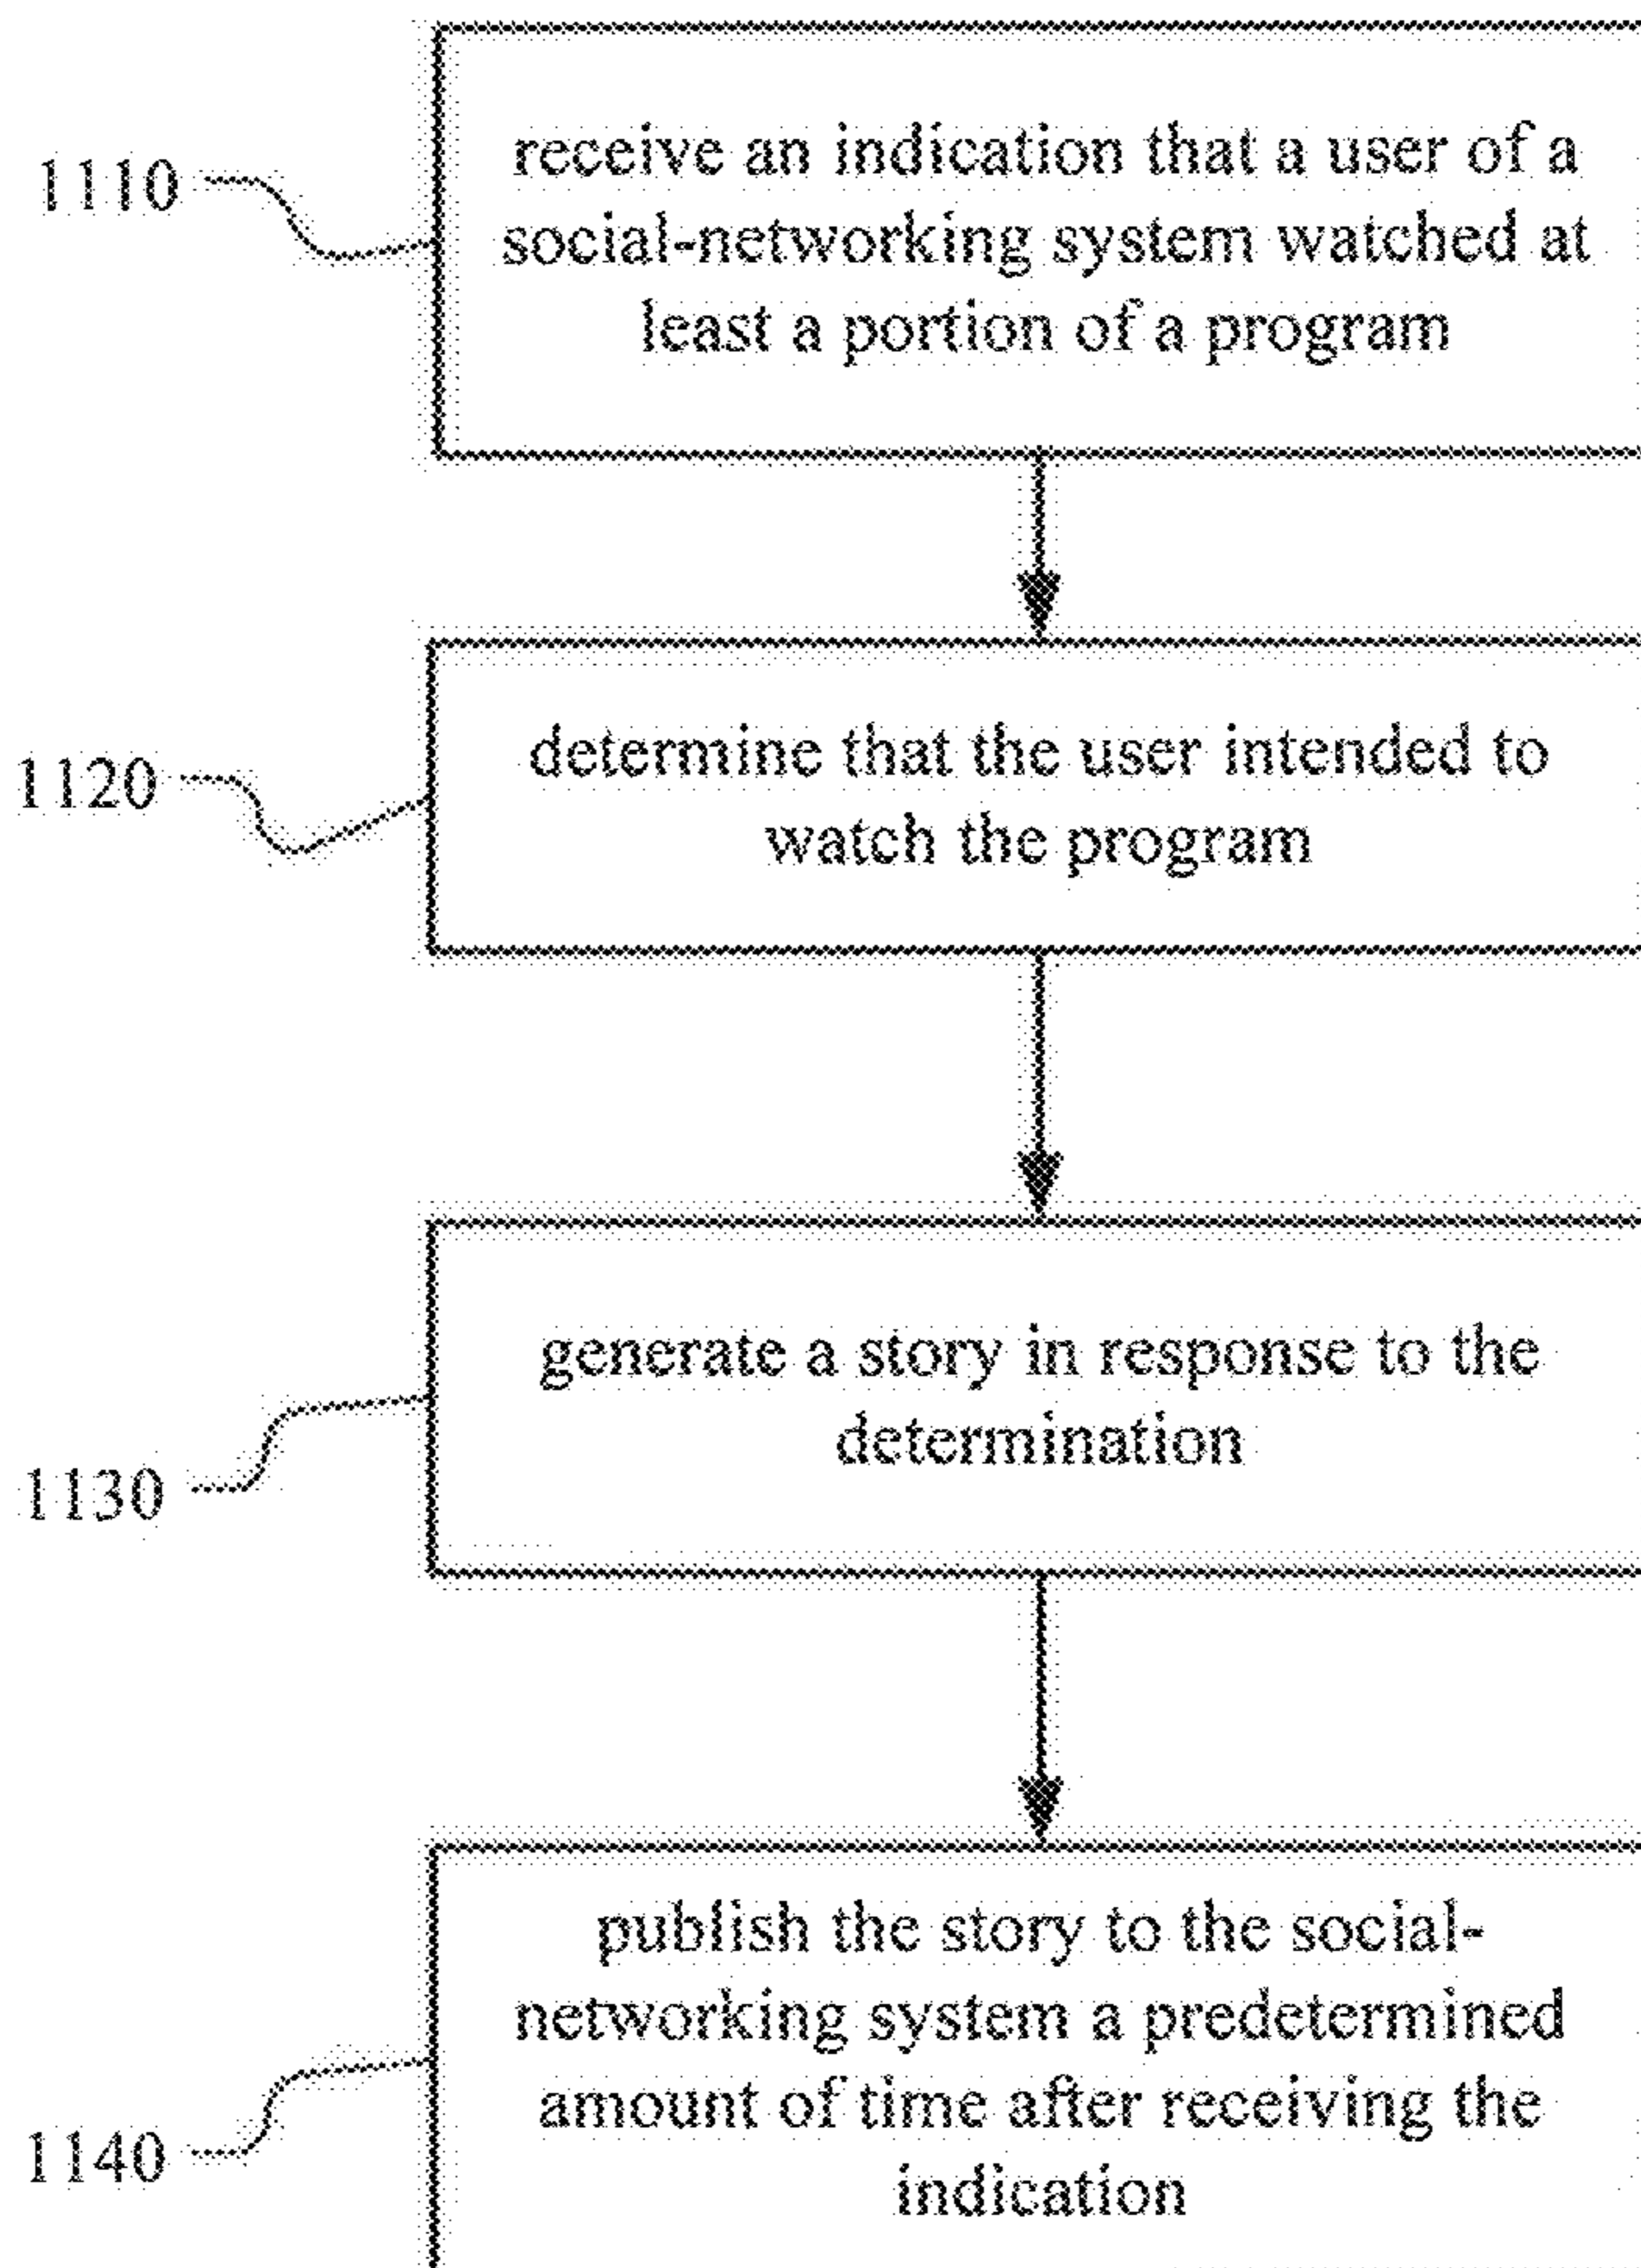 1110
receive an indication that a user of a
social-networking system watched at
least a portion of a program
1120
determine that the user intended to
watch the program
1130
generate a story in response to the
determination
1140
publish the story to the social-
networking system a predetermined
amount of time after receiving the
indication